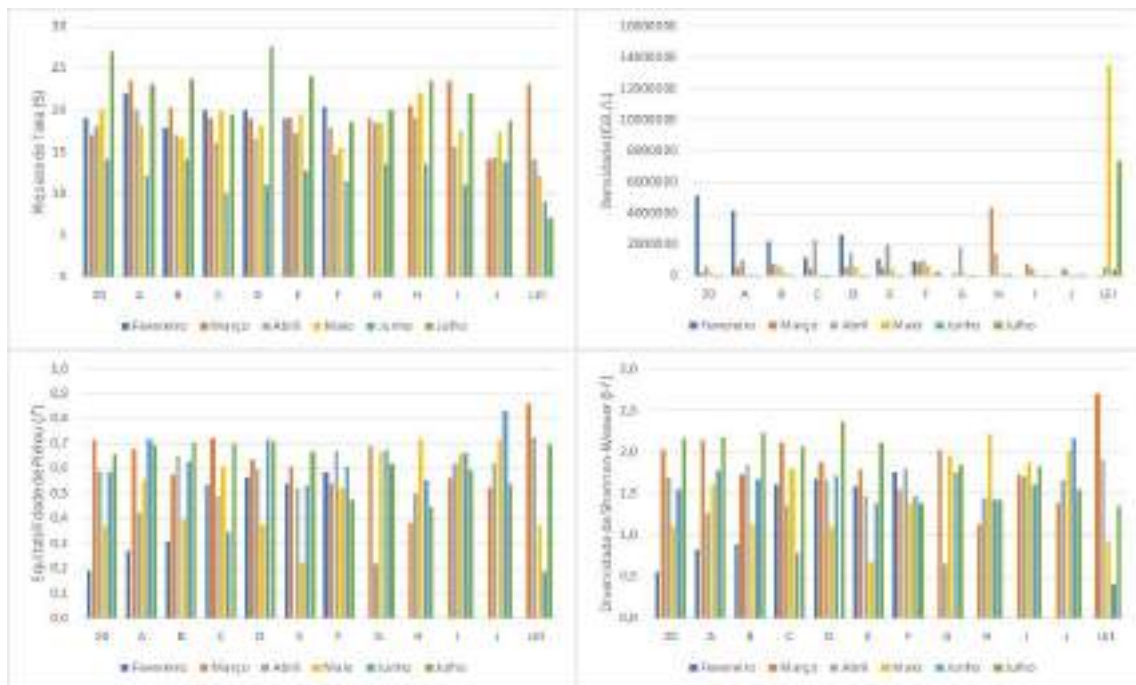 Riqueza de Taxa (S)
30
25
20
15
10
5
0
20 A B C D E F G H I J LE1
Fevereiro Março Abril Maio Junho Julho
Densidade (Cél./L)
16000000
14000000
12000000
10000000
8000000
6000000
4000000
2000000
0
20 A B C D E F G H I J LE1
Fevereiro Março Abril Maio Junho Julho
Equitabilidade de Pielou (J')
1,0
0,9
0,8
0,7
0,6
0,5
0,4
0,3
0,2
0,1
0,0
20 A B C D E F G H I J LE1
Fevereiro Março Abril Maio Junho Julho
Diversidade de Shannon-Wiener (H')
3,0
2,5
2,0
1,5
1,0
0,5
0,0
20 A B C D E F G H I J LE1
Fevereiro Março Abril Maio Junho Julho